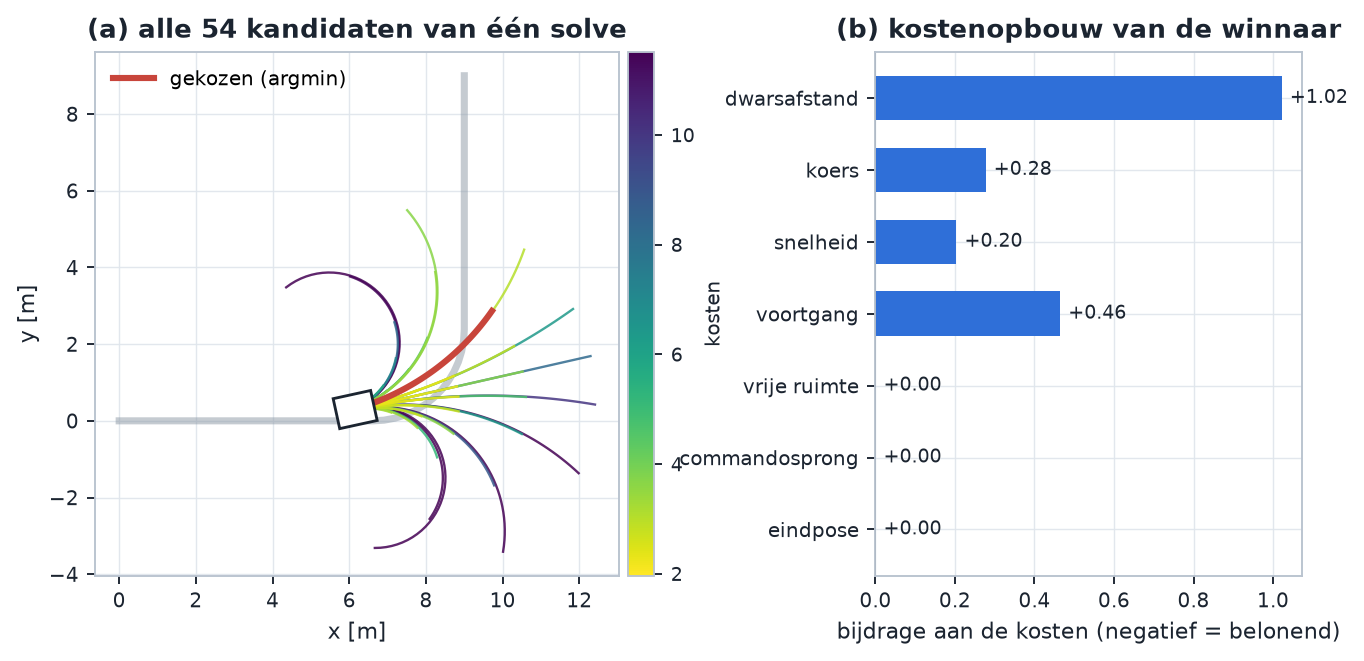 (a) alle 54 kandidaten van één solve
gekozen (argmin)
8
6
4
2
0
−2
−4
y [m]
0
2
4
6
8
10
12
x [m]
10
8
6
4
2
kosten
(b) kostenopbouw van de winnaar
dwarsafstand
+1.02
koers
+0.28
snelheid
+0.20
voortgang
+0.46
vrije ruimte
+0.00
commandosprong
+0.00
eindpose
+0.00
0.0
0.2
0.4
0.6
0.8
1.0
bijdrage aan de kosten (negatief = belonend)